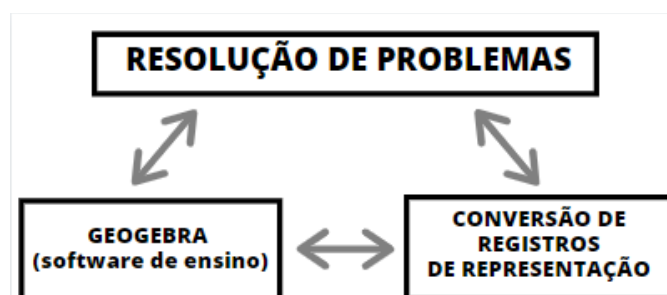 RESOLUÇÃO DE PROBLEMAS
GEOGEBRA
(software de ensino)
CONVERSÃO DE
REGISTROS
DE REPRESENTAÇÃO